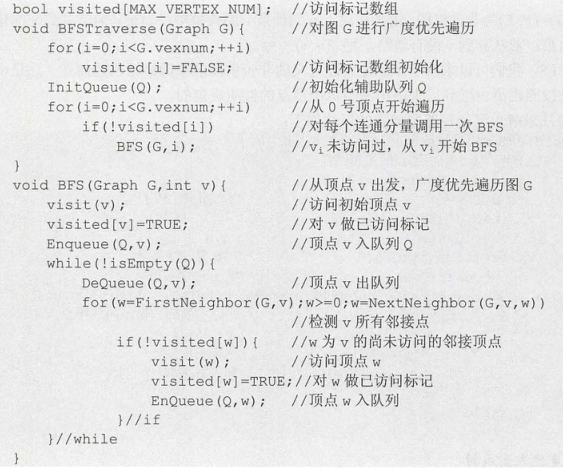 bool visited[MAX_VERTEX_NUM];  //访问标记数组
void BFSTraverse(Graph G){  //对图 G 进行广度优先遍历
    for(i=0;i<G.vexnum;++i)
        visited[i]=FALSE;  //访问标记数组初始化
    InitQueue(Q);  //初始化辅助队列 Q
    for(i=0;i<G.vexnum;++i)  //从 0 号顶点开始遍历
        if(!visited[i])  //对每个连通分量调用一次 BFS
            BFS(G,i);  //vi 未访问过，从 vi 开始 BFS
}
void BFS(Graph G,int v){  //从顶点 v 出发，广度优先遍历图 G
    visit(v);  //访问初始顶点 v
    visited[v]=TRUE;  //对 v 做已访问标记
    Enqueue(Q,v);  //顶点 v 入队列 Q
    while(!isEmpty(Q)){
        DeQueue(Q,v);  //顶点 v 出队列
        for(w=FirstNeighbor(G,v);w>=0;w=NextNeighbor(G,v,w))
            //检测 v 所有邻接点
            if(!visited[w]){  //w 为 v 的尚未访问的邻接顶点
                visit(w);  //访问顶点 w
                visited[w]=TRUE;//对 w 做已访问标记
                EnQueue(Q,w);  //顶点 w 入队列
            }//if
    }//while
}